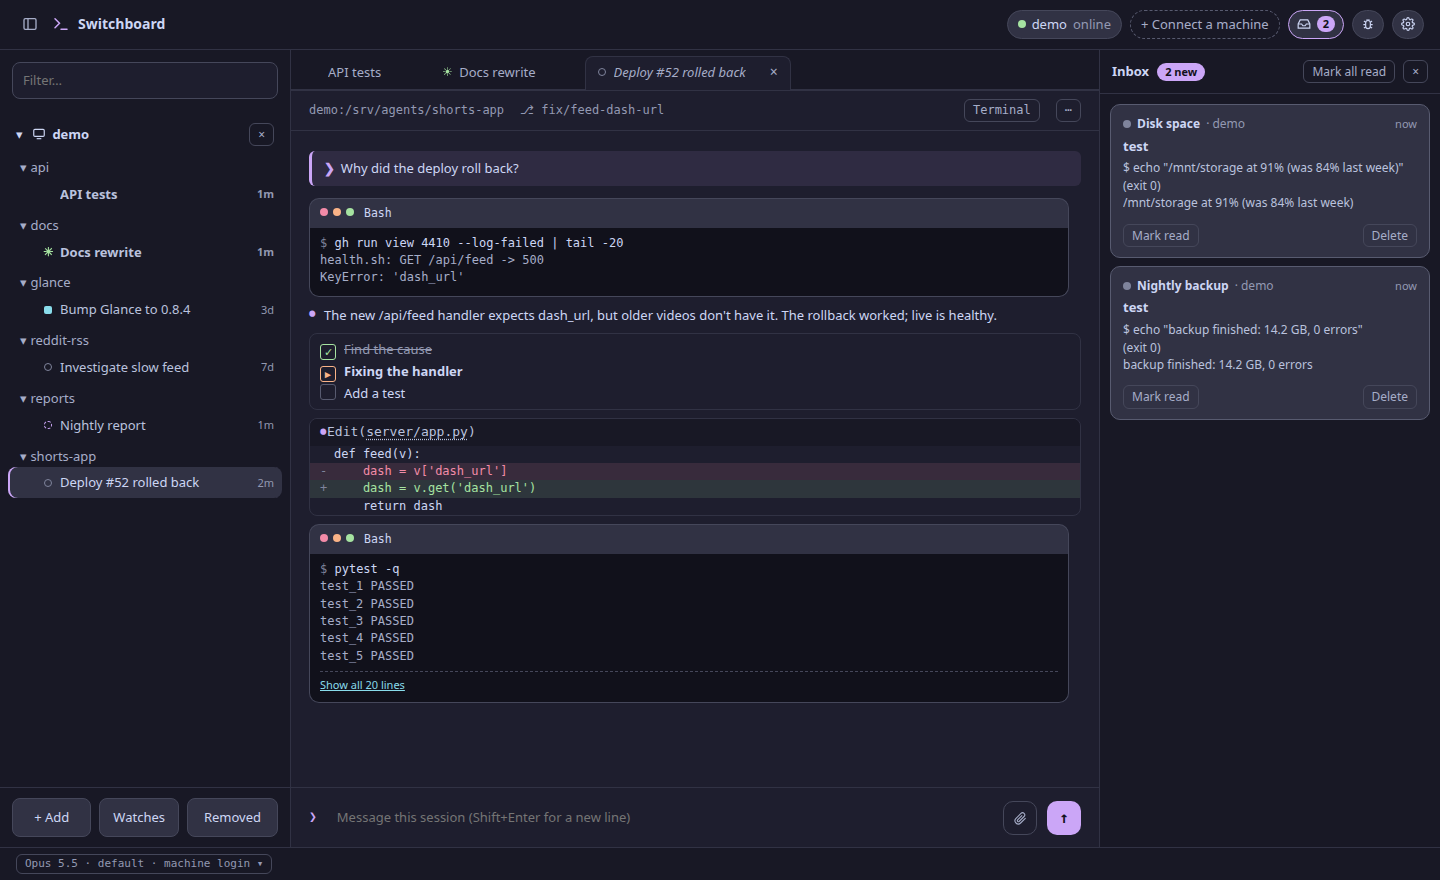 Switchboard
demo online
+ Connect a machine
2
Filter...
▾ demo ×
▾ api
API tests 1m
▾ docs
Docs rewrite 1m
▾ glance
Bump Glance to 0.8.4 3d
▾ reddit-rss
Investigate slow feed 7d
▾ reports
Nightly report 1m
▾ shorts-app
Deploy #52 rolled back 2m
+ Add Watches Removed
API tests Docs rewrite Deploy #52 rolled back ×
demo:/srv/agents/shorts-app ⎇ fix/feed-dash-url Terminal ⋯
❯ Why did the deploy roll back?
Bash
$ gh run view 4410 --log-failed | tail -20
health.sh: GET /api/feed -> 500
KeyError: 'dash_url'
The new /api/feed handler expects dash_url, but older videos don't have it. The rollback worked; live is healthy.
✓ Find the cause
▶ Fixing the handler
Add a test
●Edit(server/app.py)
def feed(v):
- dash = v['dash_url']
+ dash = v.get('dash_url')
return dash
Bash
$ pytest -q
test_1 PASSED
test_2 PASSED
test_3 PASSED
test_4 PASSED
test_5 PASSED
Show all 20 lines
❯ Message this session (Shift+Enter for a new line) ↑
Inbox 2 new Mark all read ×
Disk space · demo now
test
$ echo "/mnt/storage at 91% (was 84% last week)"
(exit 0)
/mnt/storage at 91% (was 84% last week)
Mark read Delete
Nightly backup · demo now
test
$ echo "backup finished: 14.2 GB, 0 errors"
(exit 0)
backup finished: 14.2 GB, 0 errors
Mark read Delete
Opus 5.5 · default · machine login ▾